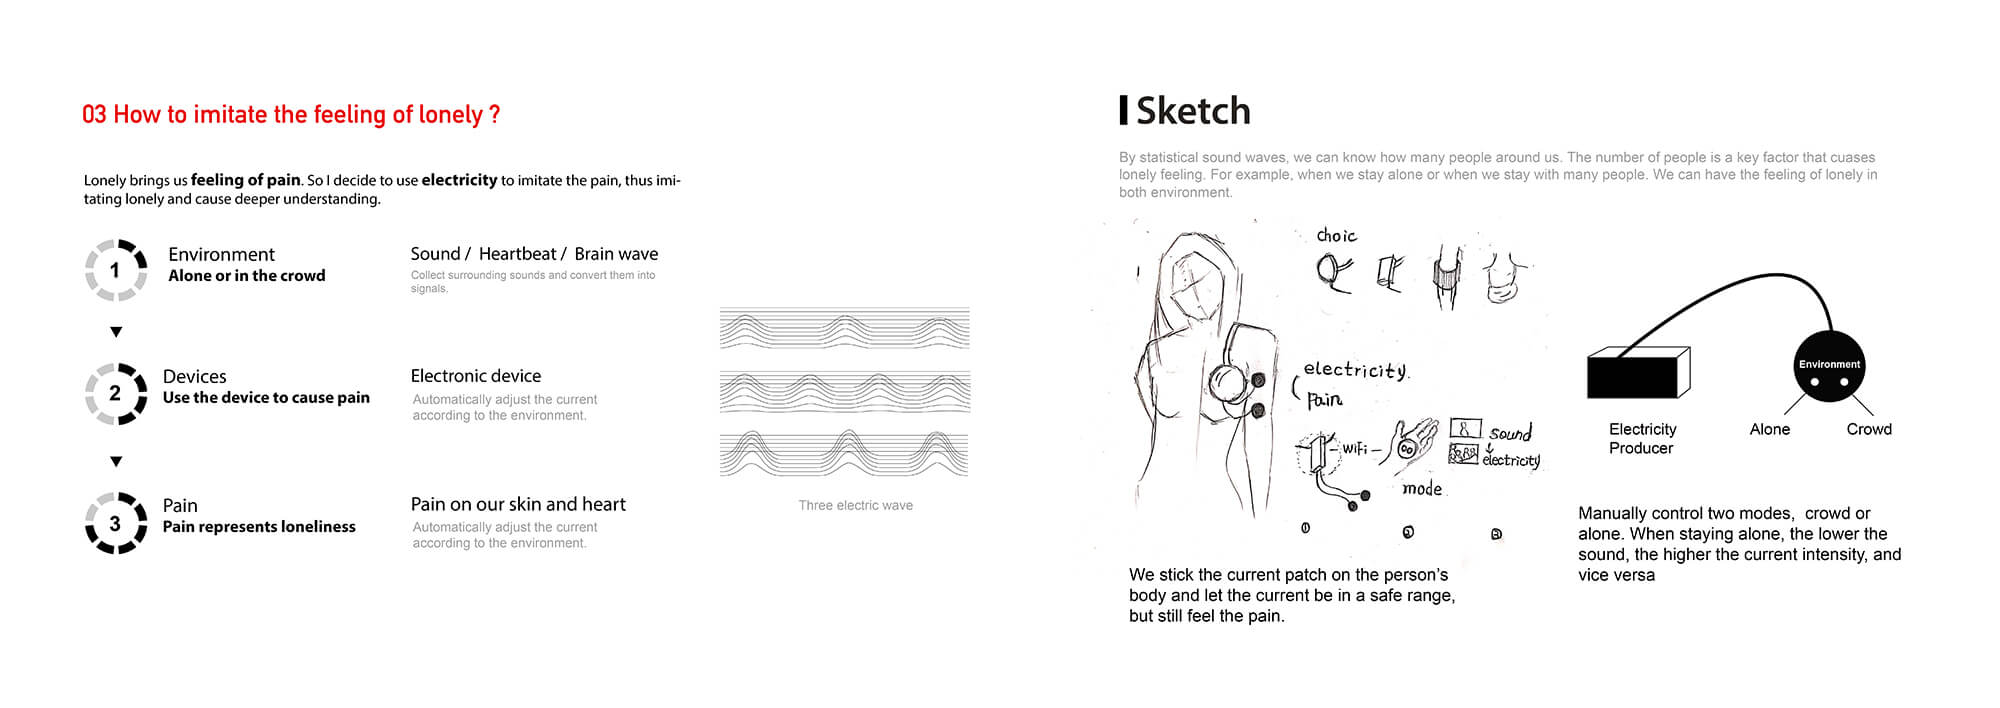 03 How to imitate the feeling of lonely ?
Lonely brings us feeling of pain. So I decide to use electricity to imitate the pain, thus imi-
tating lonely and cause deeper understanding.
1
Environment
Alone or in the crowd
Sound / Heartbeat / Brain wave
Collect surrounding sounds and convert them into
signals.
2
Devices
Use the device to cause pain
Electronic device
Automatically adjust the current
according to the environment.
3
Pain
Pain represents loneliness
Pain on our skin and heart
Automatically adjust the current
according to the environment.
Three electric wave
Sketch
By statistical sound waves, we can know how many people around us. The number of people is a key factor that cuases
lonely feeling. For example, when we stay alone or when we stay with many people. We can have the feeling of lonely in
both environment.
choic
electricity.
Pain
wifi
sound
electricity
mode
1
2
3
We stick the current patch on the person's
body and let the current be in a safe range,
but still feel the pain.
Environment
Electricity
Producer
Alone
Crowd
Manually control two modes, crowd or
alone. When staying alone, the lower the
sound, the higher the current intensity, and
vice versa